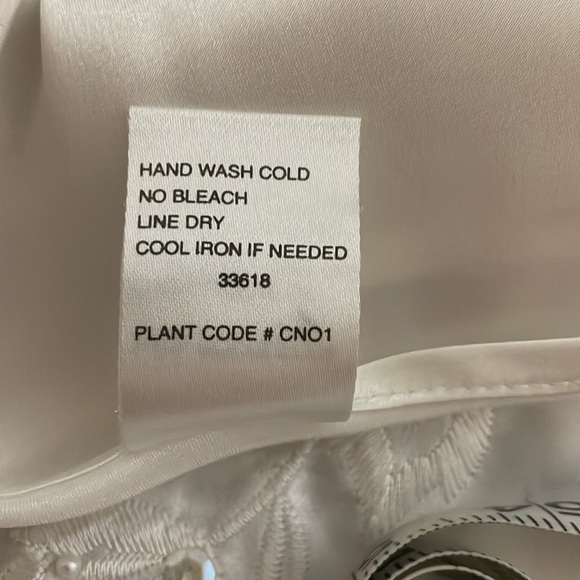 HAND WASH COLD
NO BLEACH
LINE DRY
COOL IRON IF NEEDED
33618
PLANT CODE # CNO1